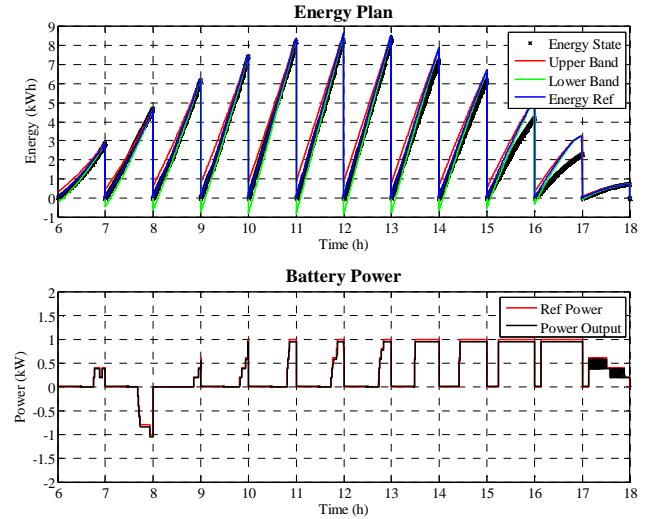 Energy Plan
9
8
7
6
5
4
3
2
1
0
-1
Energy (kWh)
Energy State
Upper Band
Lower Band
Energy Ref
6 7 8 9 10 11 12 13 14 15 16 17 18
Time (h)
Battery Power
2
1.5
1
0.5
0
-0.5
-1
-1.5
-2
Power (kW)
Ref Power
Power Output
6 7 8 9 10 11 12 13 14 15 16 17 18
Time (h)